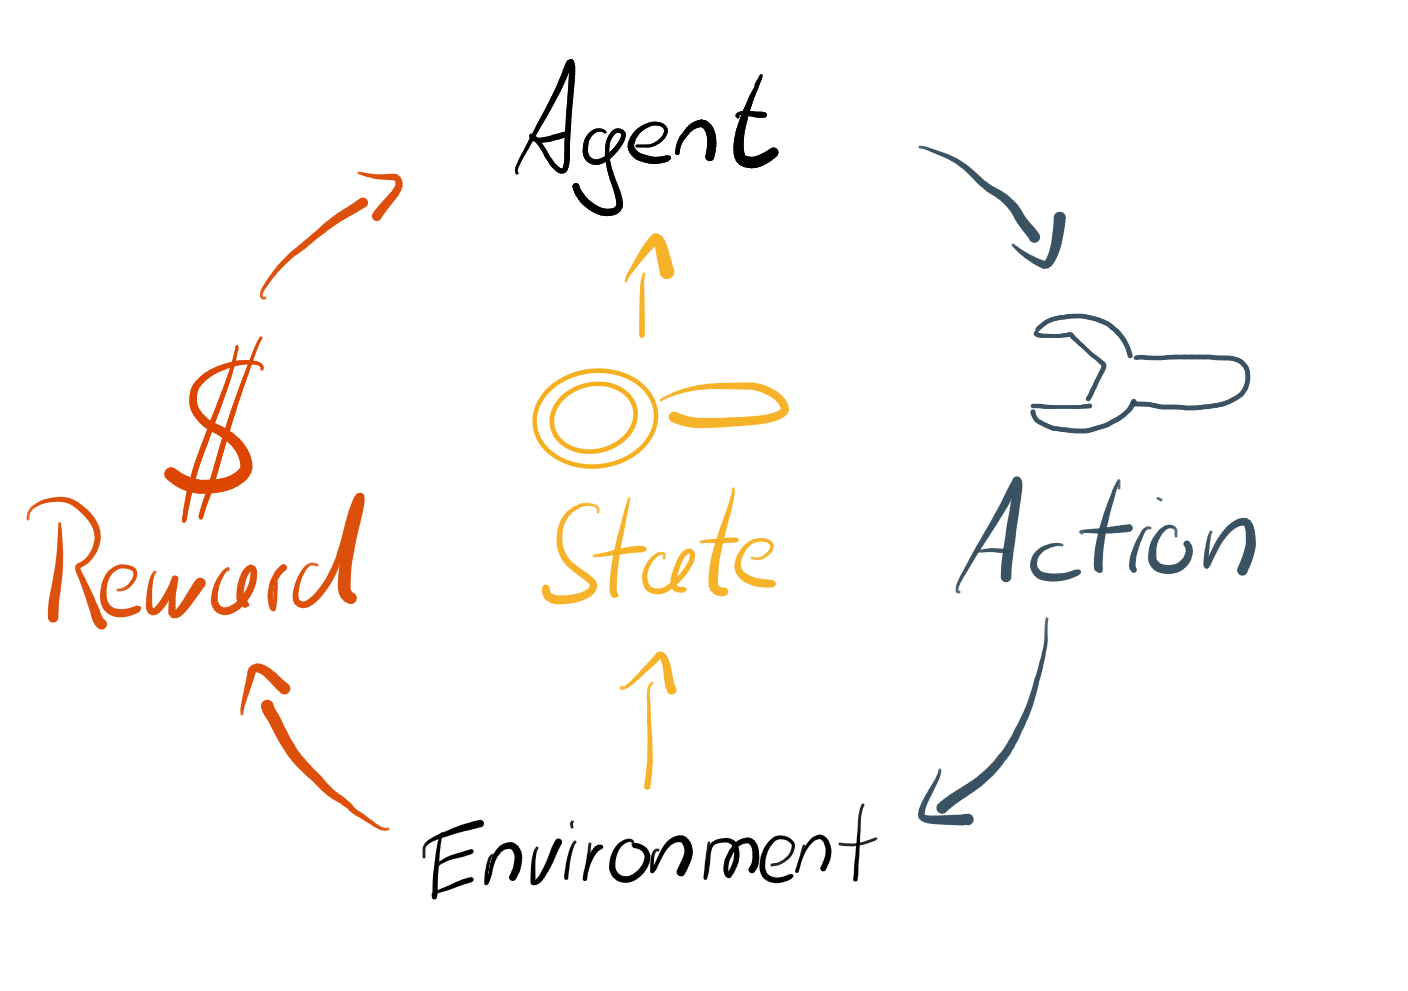 Agent
$
Reward
State
Action
Environment